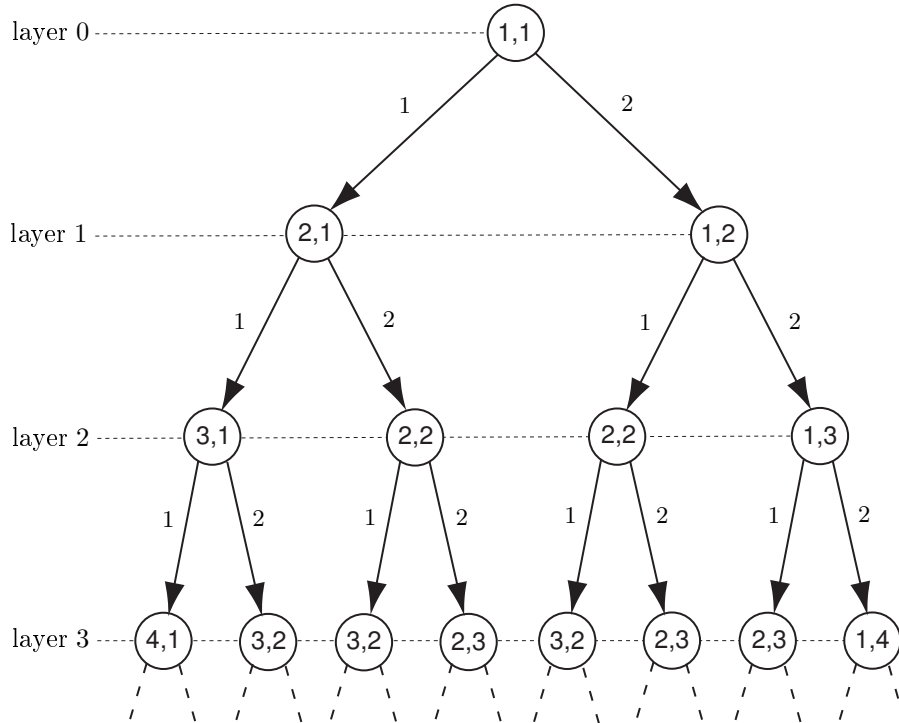 layer 0 1,1
1 2
layer 1 2,1 1,2
1 2 1 2
layer 2 3,1 2,2 2,2 1,3
1 2 1 2 1 2 1 2
layer 3 4,1 3,2 3,2 2,3 3,2 2,3 2,3 1,4